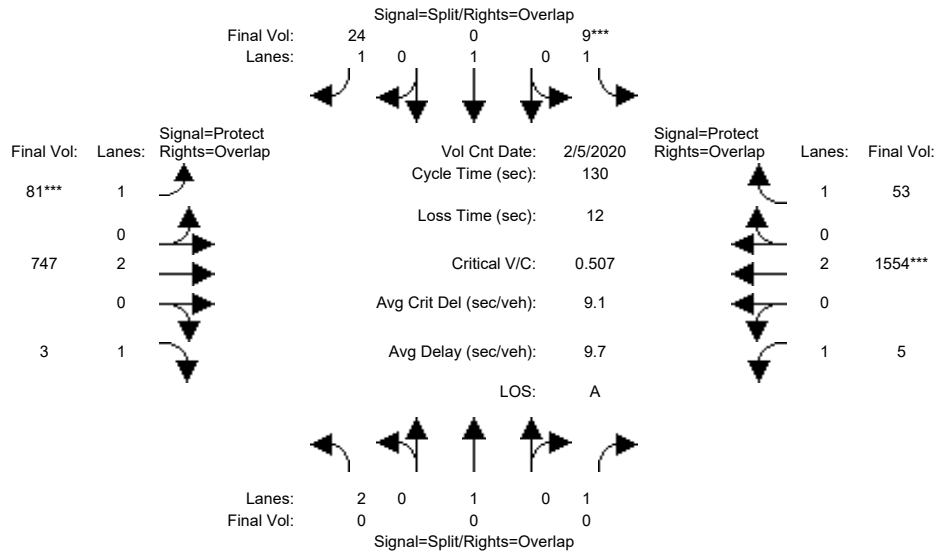 Signal=Split/Rights=Overlap
Final Vol: 24 0 9***
Lanes: 1 0 1 0 1
Signal=Protect
Final Vol: Lanes: Rights=Overlap
Vol Cnt Date: 2/5/2020
Signal=Protect
Rights=Overlap Lanes: Final Vol:
Cycle Time (sec): 130
81*** 1
1 53
Loss Time (sec): 12
0
0
747 2
Critical V/C: 0.507
2 1554***
0
Avg Crit Del (sec/veh): 9.1
0
3 1
Avg Delay (sec/veh): 9.7
1 5
LOS: A
Lanes: 2 0 1 0 1
Final Vol: 0 0 0
Signal=Split/Rights=Overlap